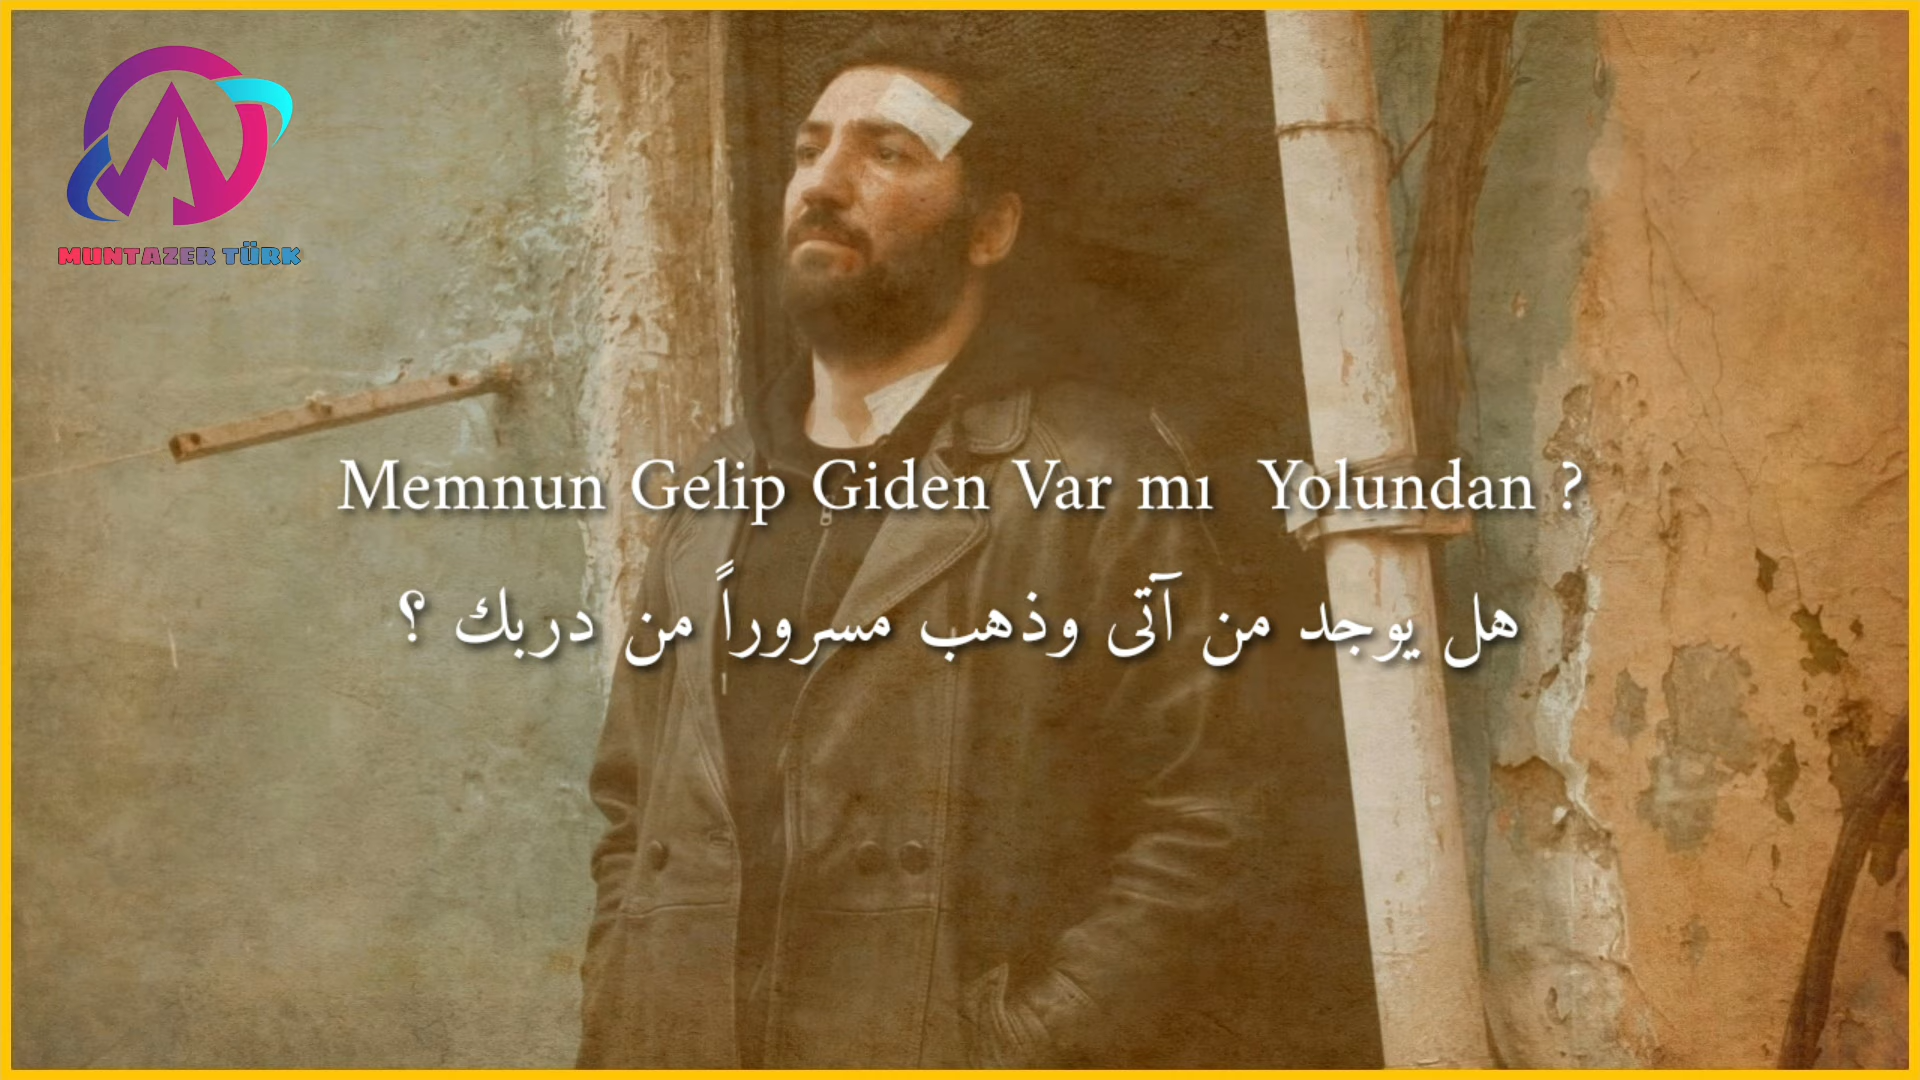 MUNTAZER TÜRK
Memnun Gelip Giden Var mı Yolundan ?
هل يوجد من آتى وذهب مسروراً من دربك ؟